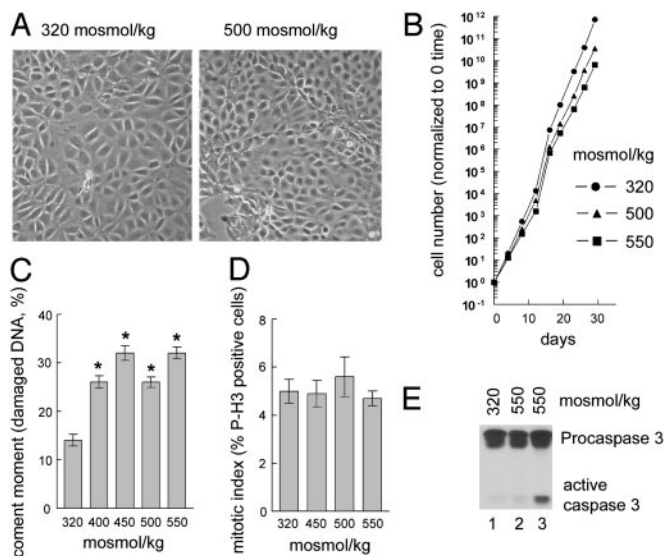 A
320 mosmol/kg
500 mosmol/kg
B
cell number (normalized to 0 time)
10¹²
10¹¹
10¹⁰
10⁹
10⁸
10⁷
10⁶
10⁵
10⁴
10³
10²
10¹
10⁰
10⁻¹
0 10 20 30 40
days
mosmol/kg
320
500
550
C
coment moment (damaged DNA, %)
40
30
20
10
0
* * * *
320 400 450 500 550
mosmol/kg
D
mitotic index (% P-H3 positive cells)
8
6
4
2
0
320 450 500 550
mosmol/kg
E
320 550 550 mosmol/kg
Procaspase 3
active
caspase 3
1 2 3